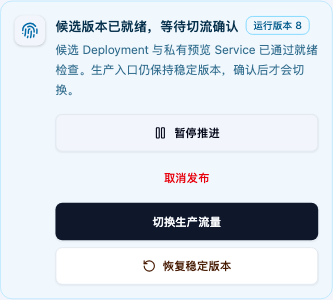 候选版本已就绪，等待切流确认 运行版本 8
候选 Deployment 与私有预览 Service 已通过就绪
检查。生产入口仍保持稳定版本，确认后才会切
换。
暂停推进
取消发布
切换生产流量
恢复稳定版本